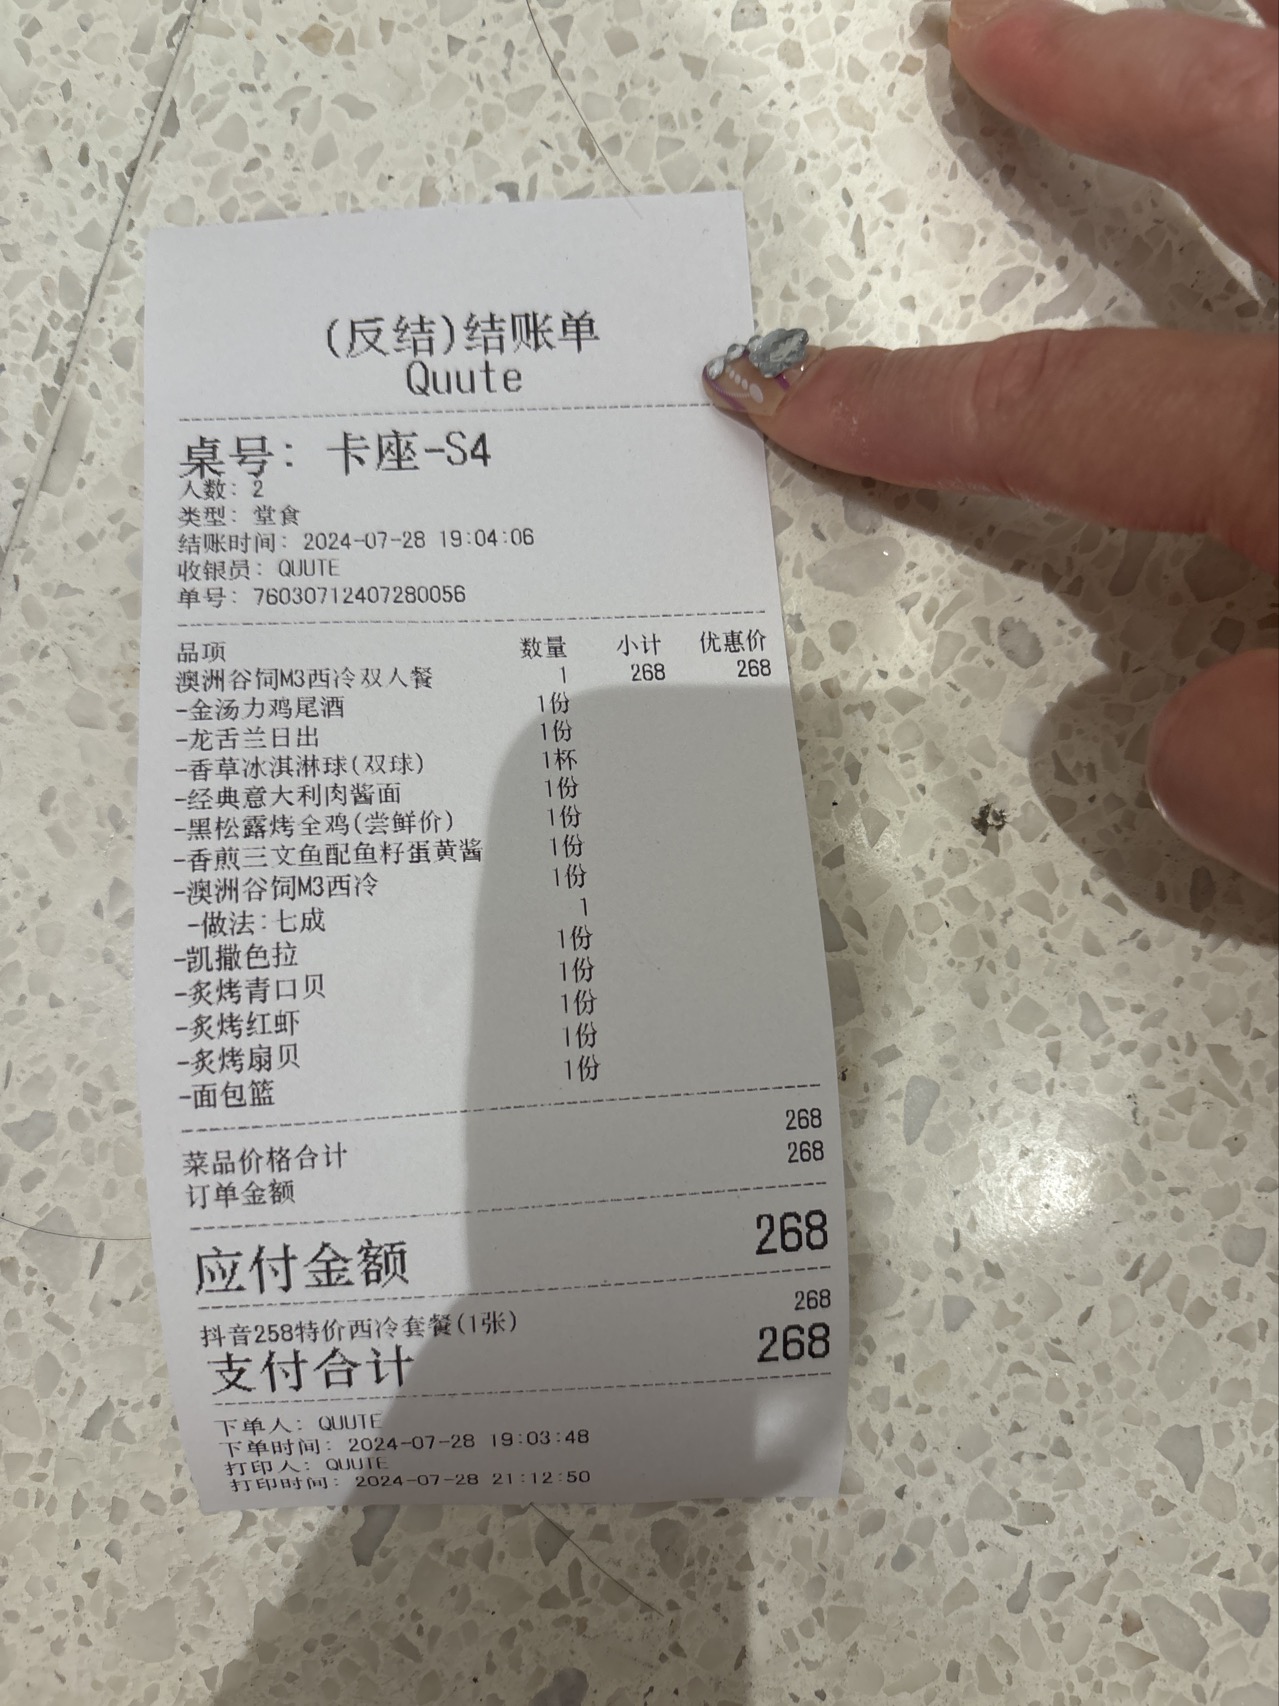 (反结)结账单
Quute
桌号: 卡座-S4
人数: 2
类型: 堂食
结账时间: 2024-07-28 19:04:06
收银员: QUUTE
单号: 76030712407280056
品项 数量 小计 优惠价
澳洲谷饲M3西冷双人餐 1 268 268
-金汤力鸡尾酒 1份
-龙舌兰日出 1份
-香草冰淇淋球(双球) 1杯
-经典意大利肉酱面 1份
-黑松露烤全鸡(尝鲜价) 1份
-香煎三文鱼配鱼籽蛋黄酱 1份
-澳洲谷饲M3西冷 1份
-做法:七成 1
-凯撒色拉 1份
-炙烤青口贝 1份
-炙烤红虾 1份
-炙烤扇贝 1份
-面包篮 1份
菜品价格合计 268
订单金额 268
应付金额 268
抖音258特价西冷套餐(1张) 268
支付合计 268
下单人: QUUTE
下单时间: 2024-07-28 19:03:48
打印人: QUUTE
打印时间: 2024-07-28 21:12:50